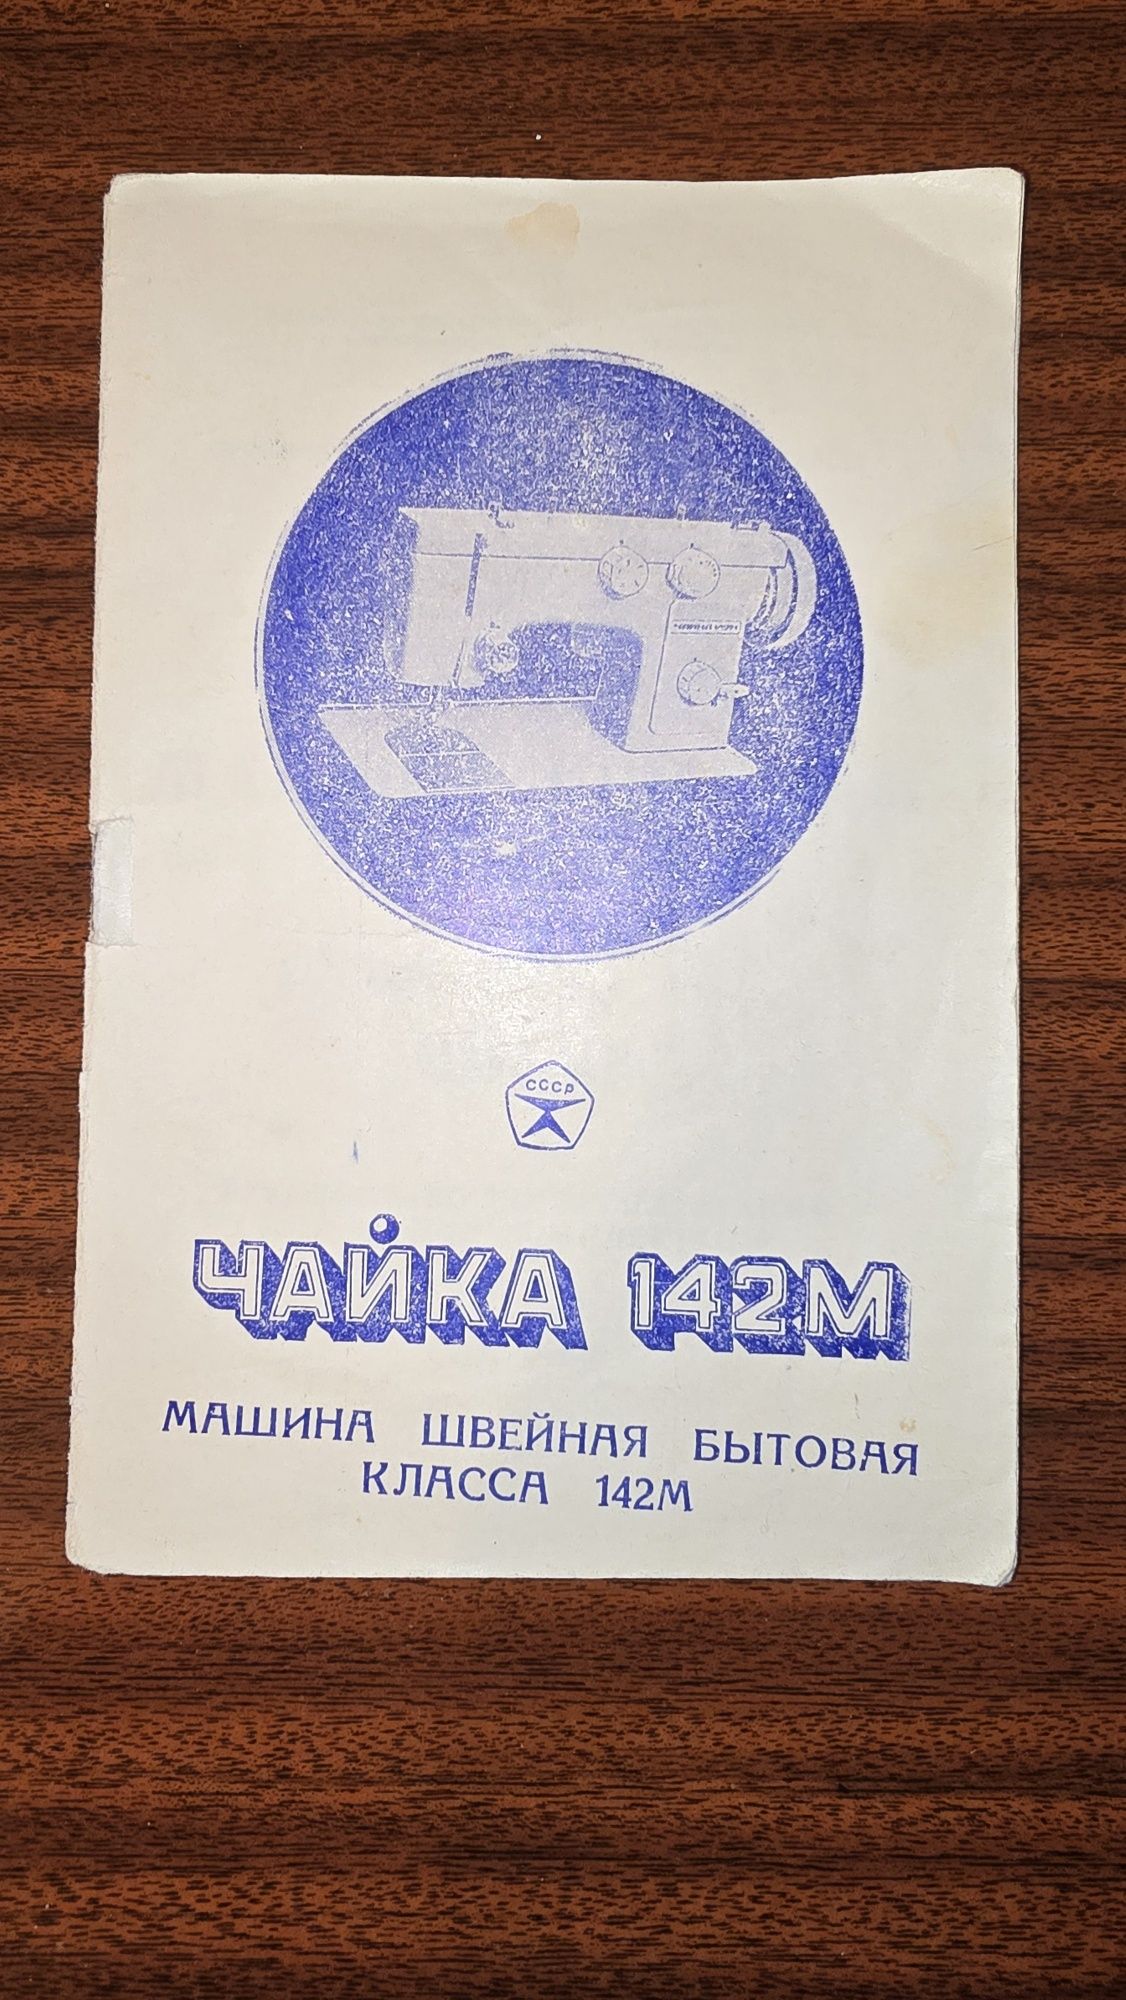 СССР
ЧАЙКА 142М
МАШИНА ШВЕЙНАЯ БЫТОВАЯ
КЛАССА 142М